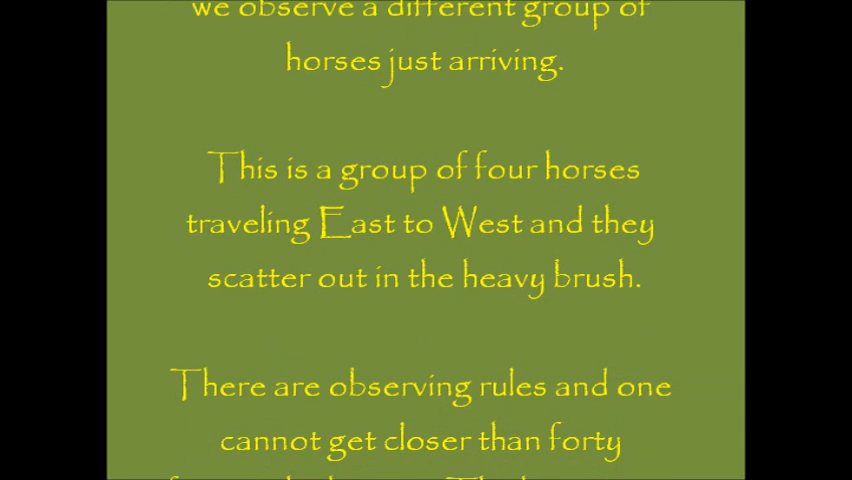 we observe a different group of
horses just arriving.
This is a group of four horses
traveling East to West and they
scatter out in the heavy brush.
There are observing rules and one
cannot get closer than forty